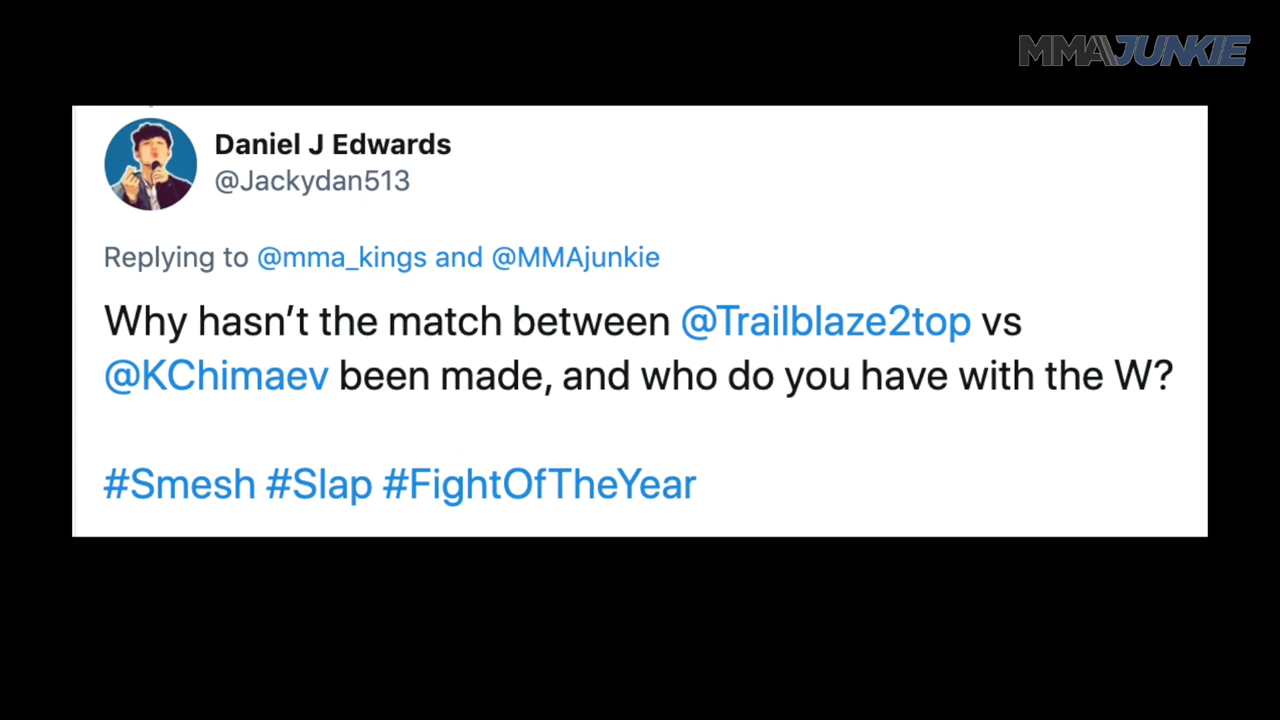 MMAJUNKIE
Daniel J Edwards
@Jackydan513
Replying to @mma_kings and @MMAjunkie
Why hasn’t the match between @Trailblaze2top vs
@KChimaev been made, and who do you have with the W?
#Smesh #Slap #FightOfTheYear